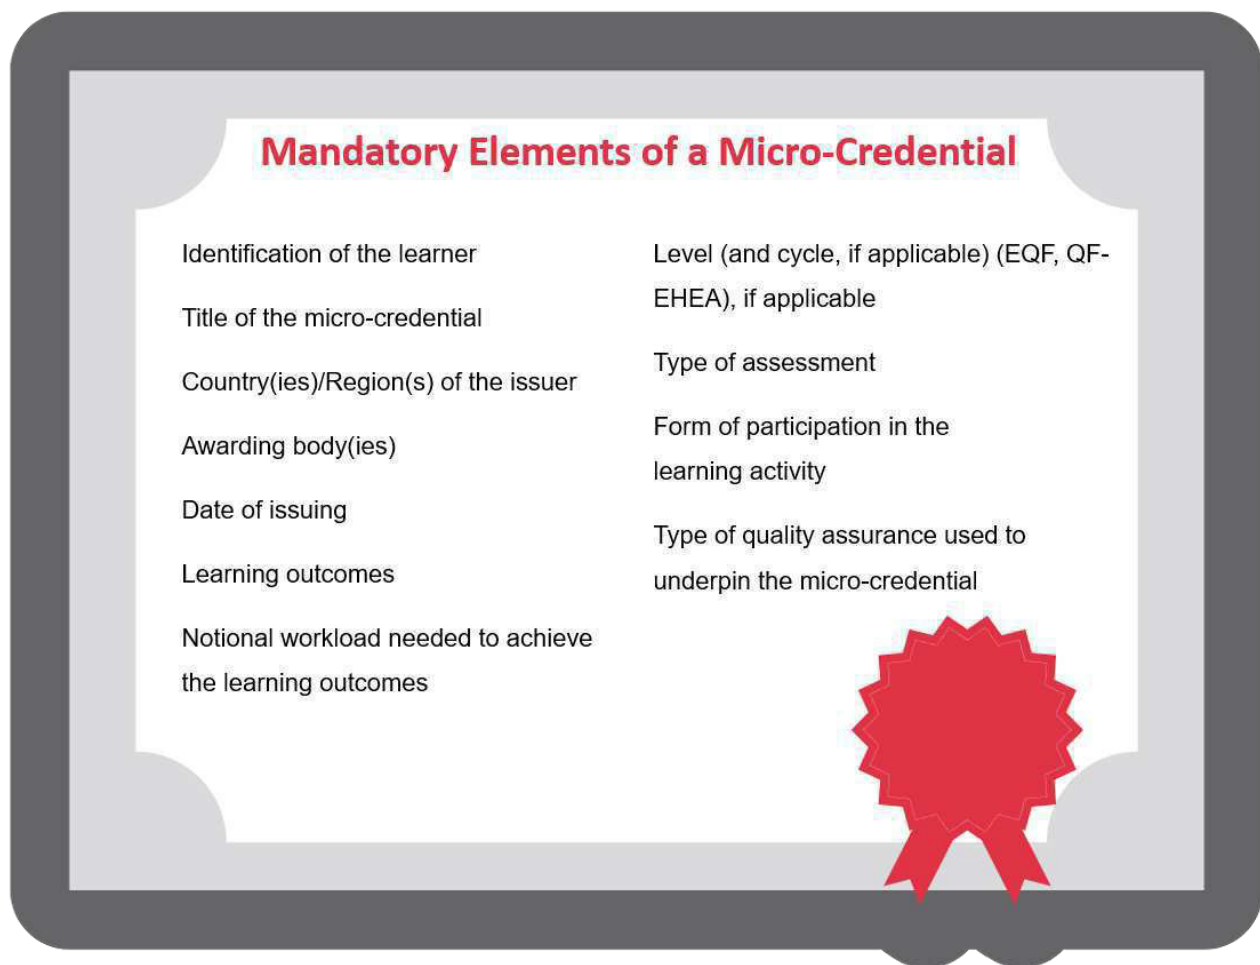 Mandatory Elements of a Micro-Credential
Identification of the learner
Title of the micro-credential
Country(ies)/Region(s) of the issuer
Awarding body(ies)
Date of issuing
Learning outcomes
Notional workload needed to achieve
the learning outcomes
Level (and cycle, if applicable) (EQF, QF-
EHEA), if applicable
Type of assessment
Form of participation in the
learning activity
Type of quality assurance used to
underpin the micro-credential